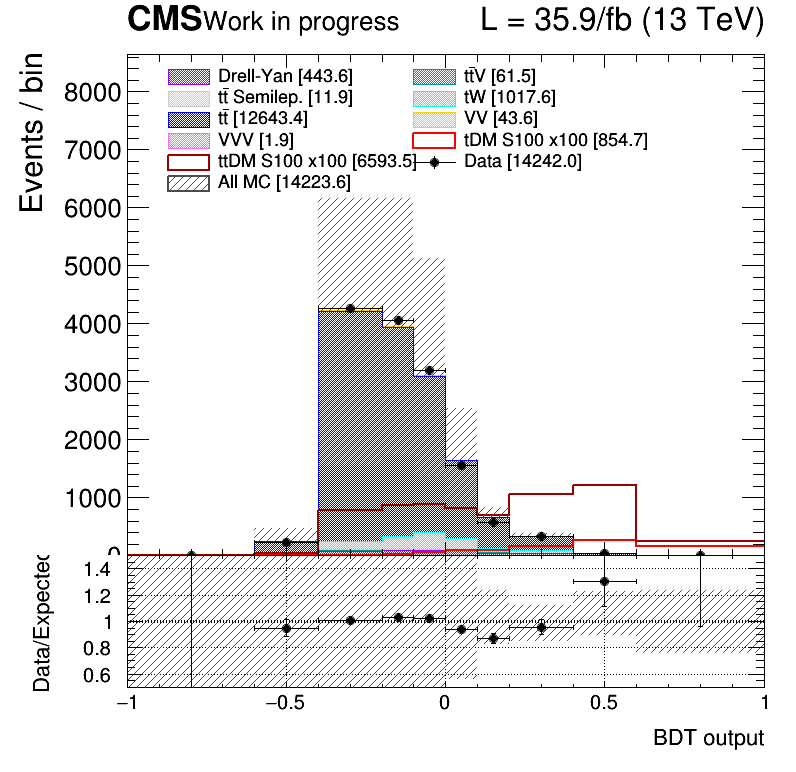 CMS Work in progress L = 35.9/fb (13 TeV)
Events / bin
Drell-Yan [443.6] tt̄V [61.5]
tt̄ Semilep. [11.9] tW [1017.6]
tt̄ [12643.4] VV [43.6]
VVV [1.9] tDM S100 x100 [854.7]
ttDM S100 x100 [6593.5] Data [14242.0]
All MC [14223.6]
8000
7000
6000
5000
4000
3000
2000
1000
0
Data/Expected
1.4
1.2
1
0.8
0.6
−1 −0.5 0 0.5 1
BDT output